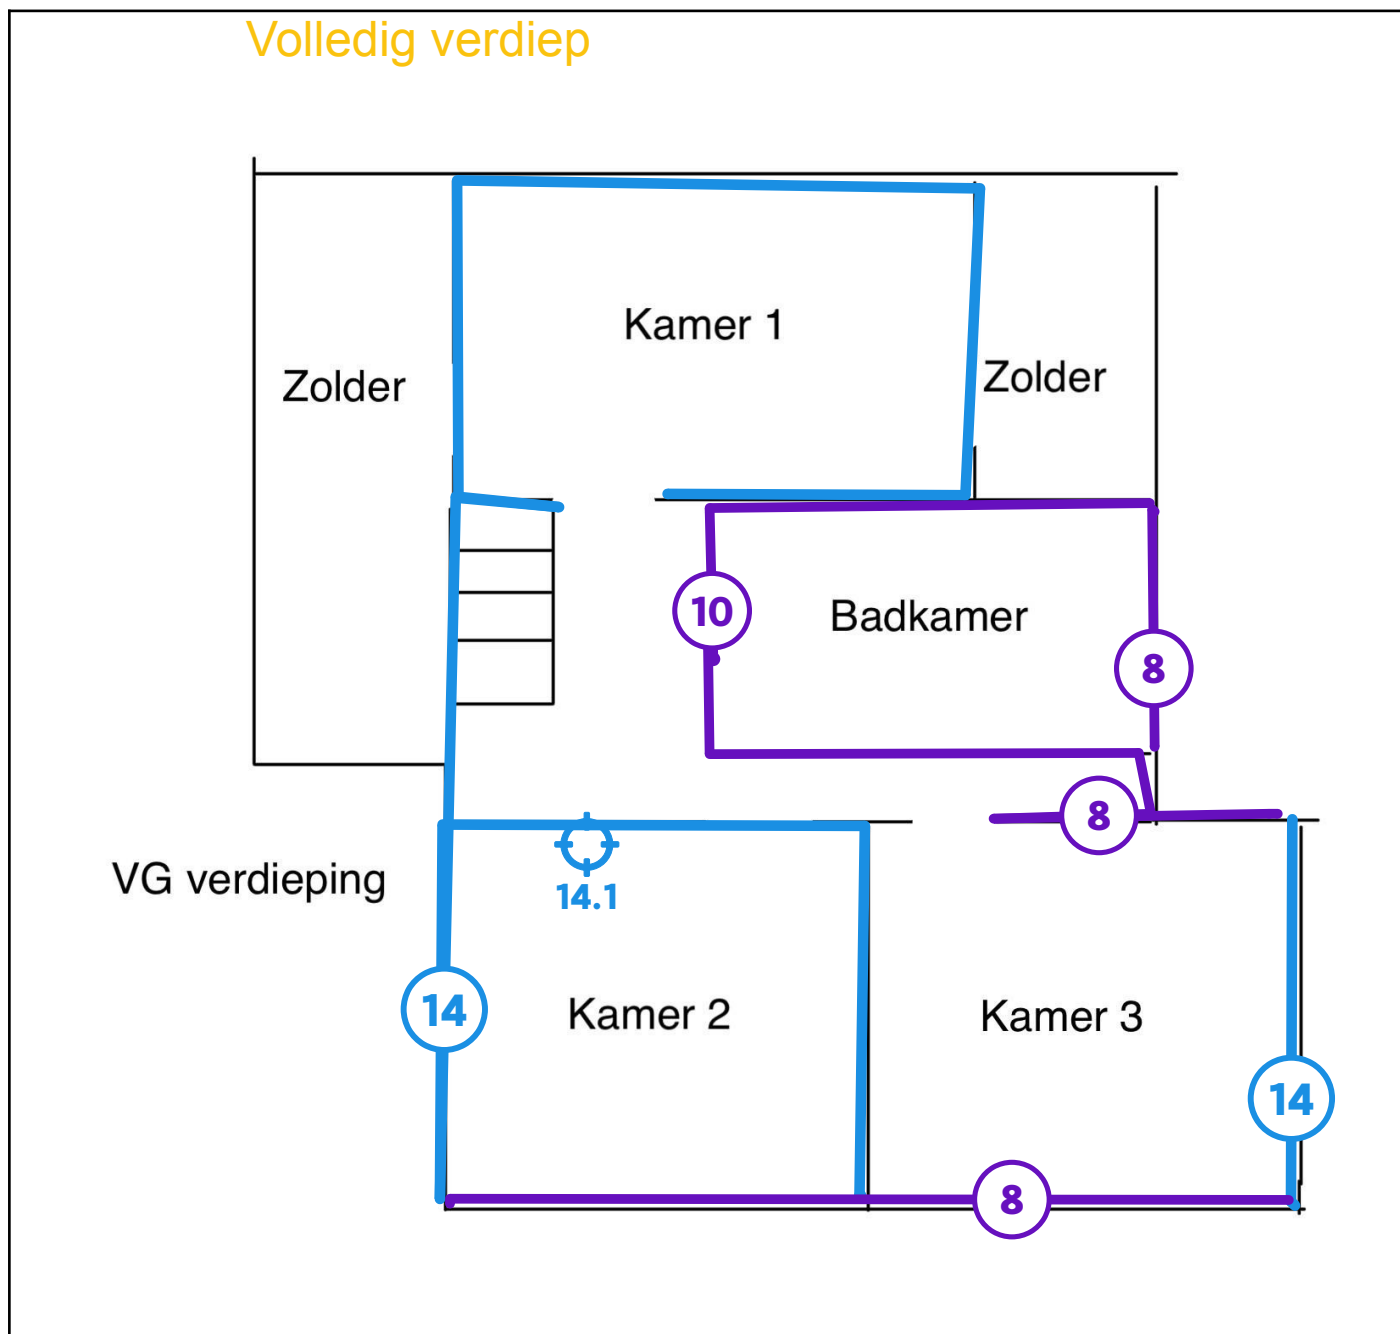 Volledig verdiep
Kamer 1
Zolder
Zolder
10
Badkamer
8
8
VG verdieping
14.1
14
Kamer 2
Kamer 3
14
8